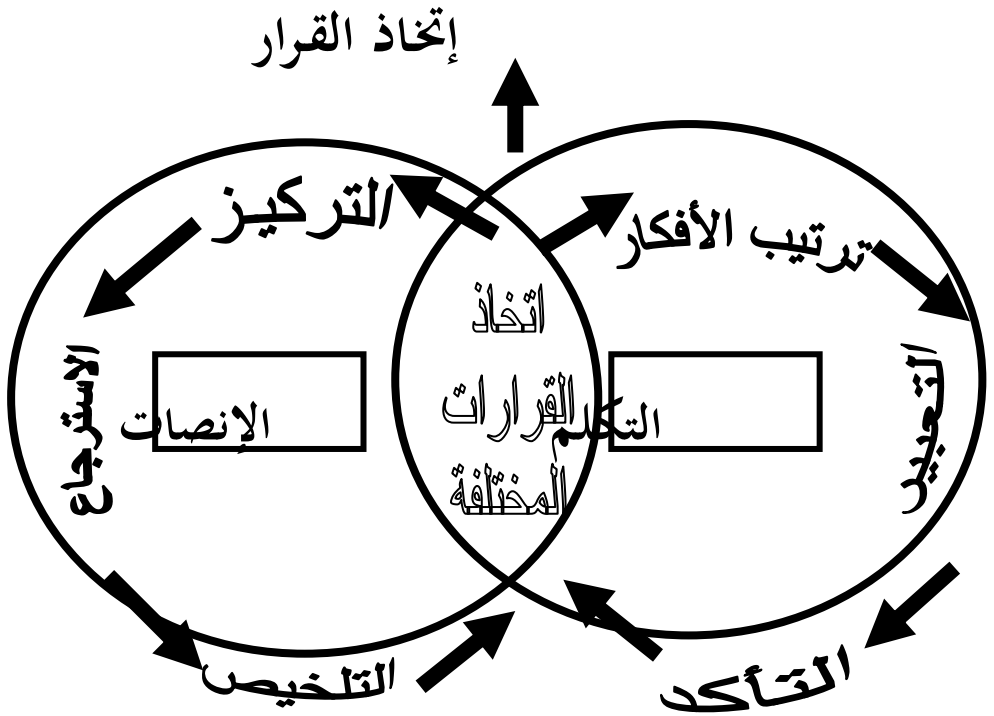 إتخاذ القرار
التركيز
ترتيب الأفكار
اتخاذ
القرارات
المختلفة
التعبير
التكلم
الاسترجاع
الإنصات
التأكد
التلخيص